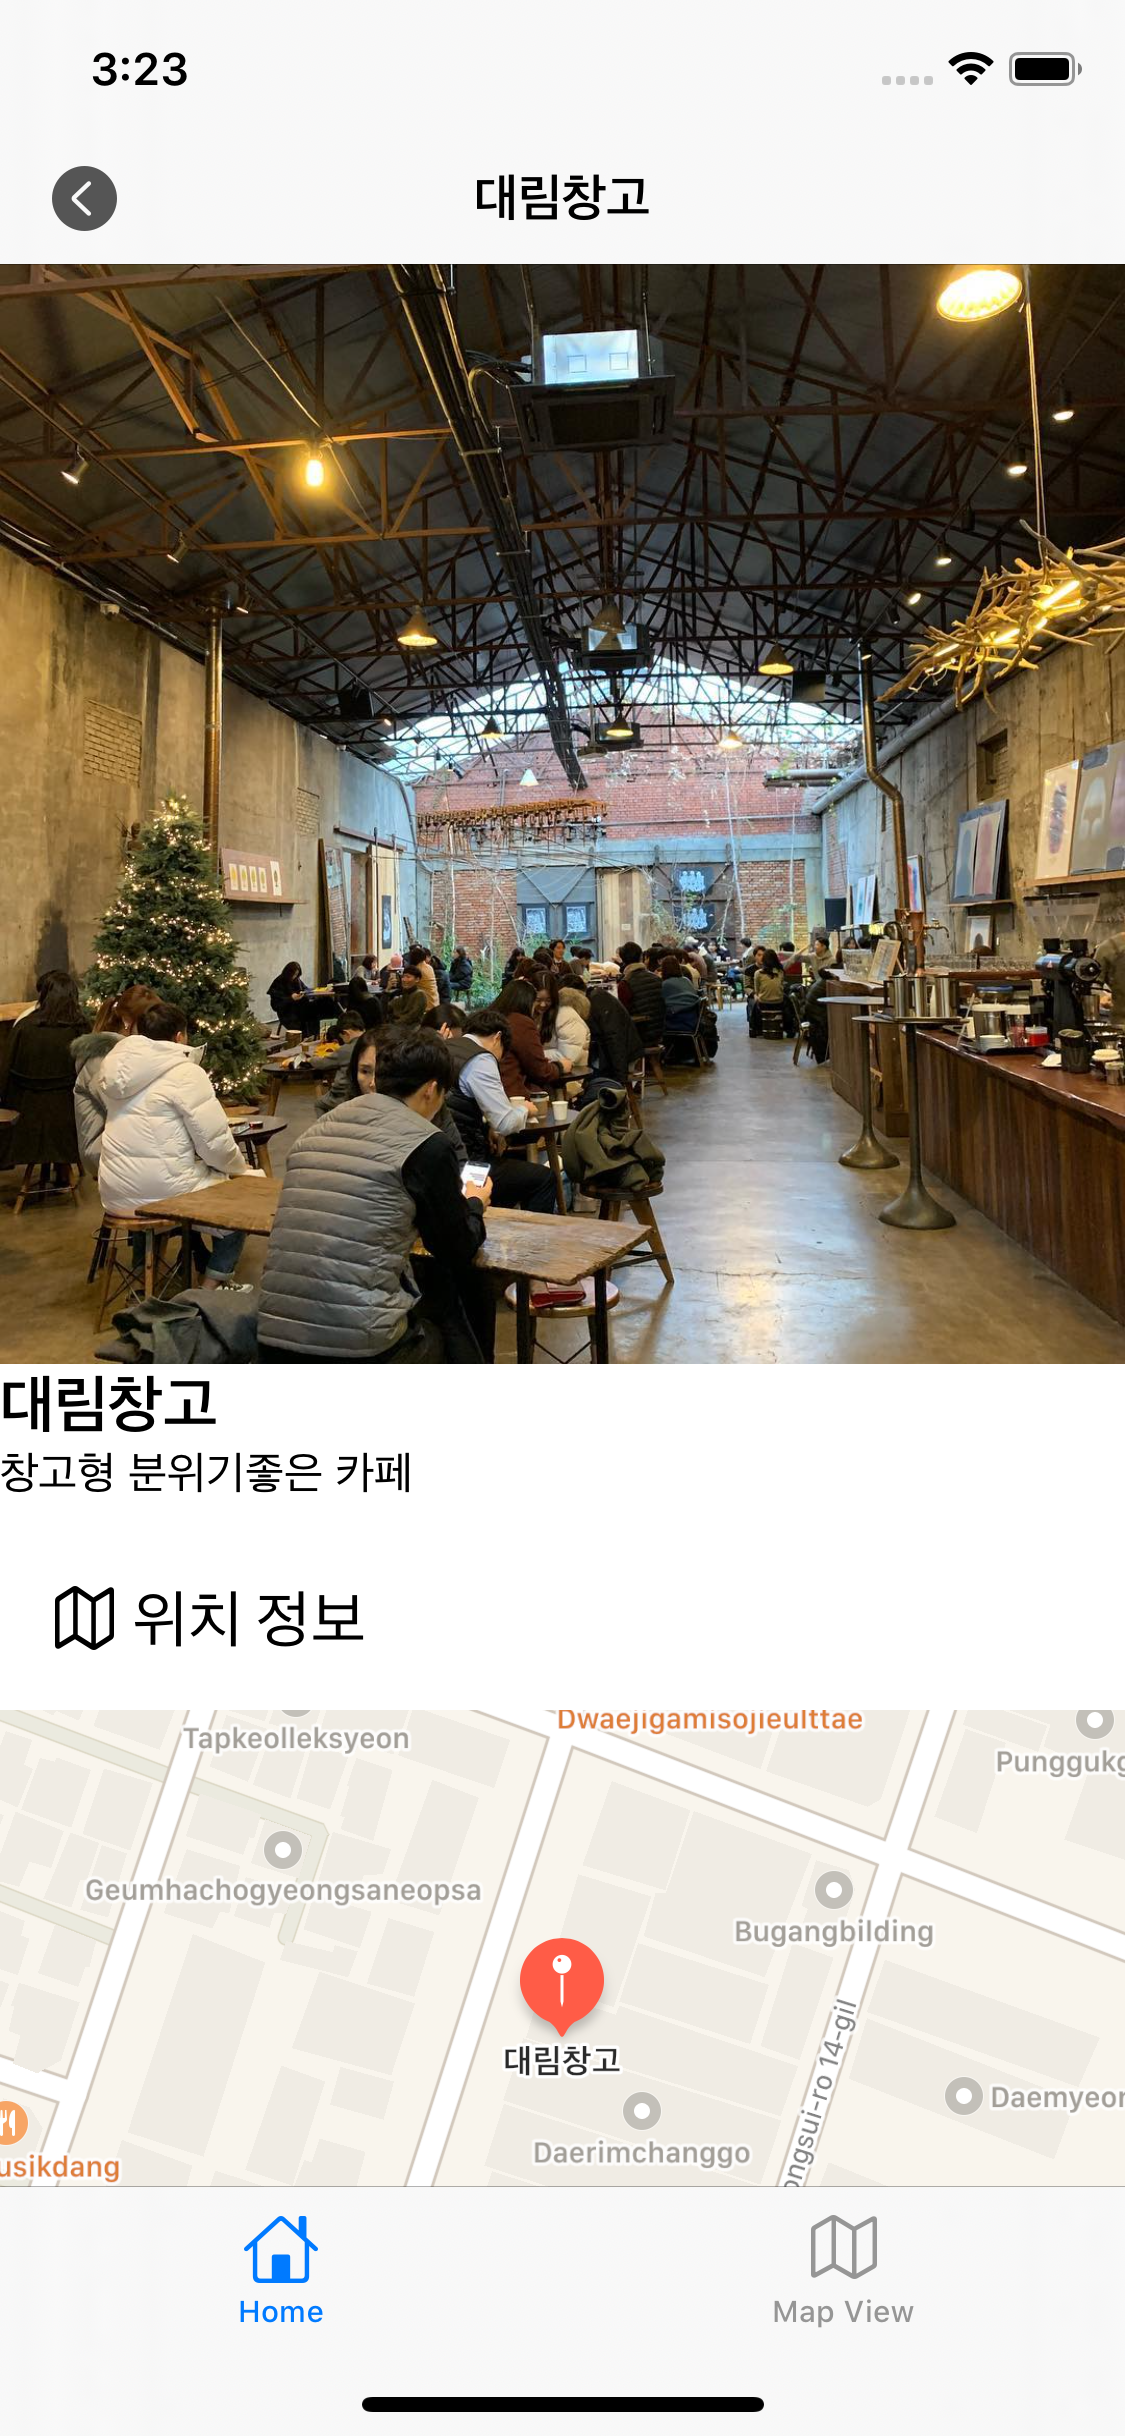 3:23
대림창고
대림창고
창고형 분위기좋은 카페
위치 정보
Dwaejigamisojieulttae
Tapkeolleksyeon
Punggukg
Geumhachogyeongsaneopsa
Bugangbilding
대림창고
ongsui-ro 14-gil
Daemyeon
Daerimchanggo
usikdang
Home
Map View